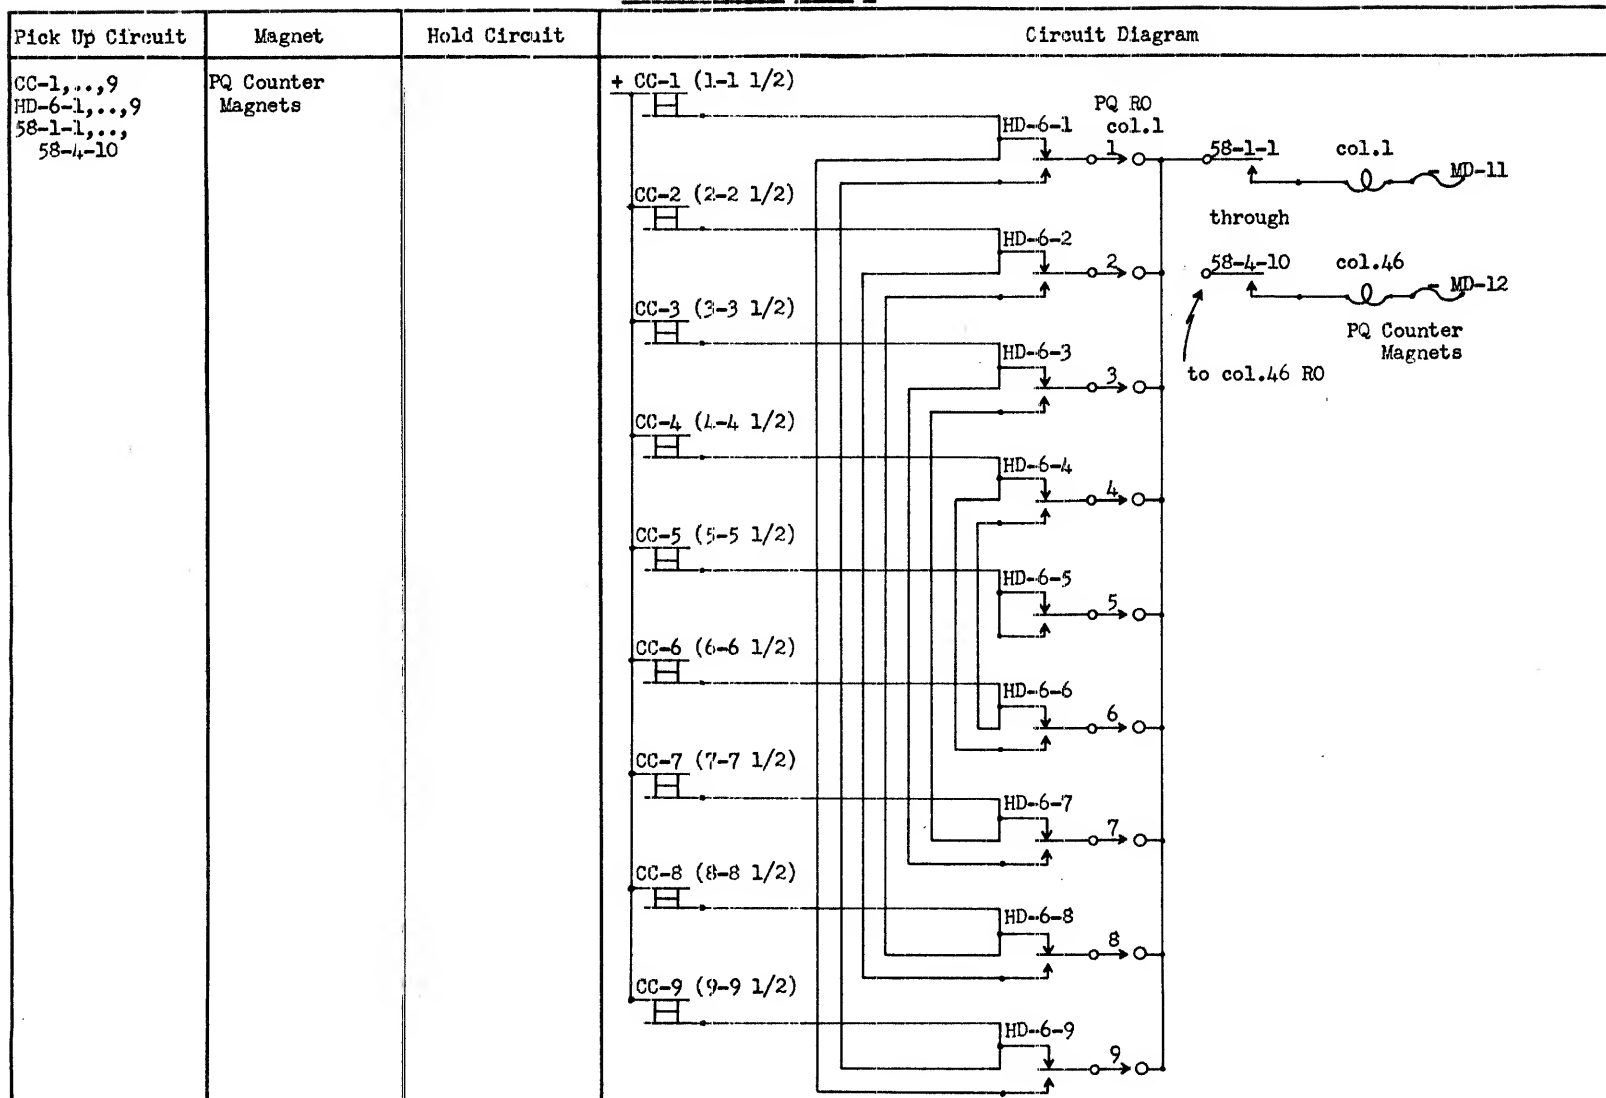 Pick Up Circuit
Magnet
Hold Circuit
Circuit Diagram
CC-1,..,9
HD-6-1,..,9
58-1-1,..,
58-4-10
PQ Counter
Magnets
+ CC-1 (1-1 1/2)
CC-2 (2-2 1/2)
CC-3 (3-3 1/2)
CC-4 (4-4 1/2)
CC-5 (5-5 1/2)
CC-6 (6-6 1/2)
CC-7 (7-7 1/2)
CC-8 (8-8 1/2)
CC-9 (9-9 1/2)
HD-6-1
HD-6-2
HD-6-3
HD-6-4
HD-6-5
HD-6-6
HD-6-7
HD-6-8
HD-6-9
PQ RO
col.1
1
2
3
4
5
6
7
8
9
58-1-1
col.1
- MD-11
through
58-4-10
col.46
- MD-12
PQ Counter
Magnets
to col.46 RO